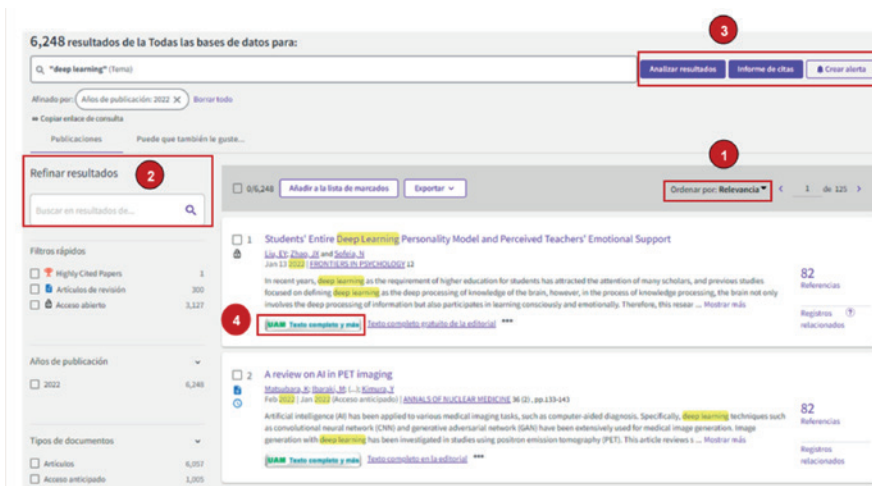 6,248 resultados de la Todas las bases de datos para:
3
"deep learning" (Tema)
Analizar resultados
Informe de citas
Crear alerta
Afinado por:
Años de publicación: 2022
Borrar todo
Copiar enlace de consulta
Publicaciones
Puede que también le guste...
Refinar resultados
2
Buscar en resultados de...
1
0/6,248
Añadir a la lista de marcados
Exportar
Ordenar por: Relevancia
1 de 125
Filtros rápidos
Highly Cited Papers 1
Artículos de revisión 300
Acceso abierto 3,127
Años de publicación
2022 6,248
Tipos de documentos
Artículos 6,057
Acceso anticipado 1,005
1 Students' Entire Deep Learning Personality Model and Perceived Teachers' Emotional Support
Liu, EY; Zhao, JX and Sofeia, N
Jan 13 2022 | FRONTIERS IN PSYCHOLOGY 12
In recent years, deep learning as the requirement of higher education for students has attracted the attention of many scholars, and previous studies
focused on defining deep learning as the deep processing of knowledge of the brain, however, in the process of knowledge processing, the brain not only
involves the deep processing of information but also participates in learning consciously and emotionally. Therefore, this resear ... Mostrar más
4
UAM Texto completo y más
Texto completo gratuito de la editorial
82
Referencias
Registros relacionados ?
2 A review on AI in PET imaging
Matsubara, K; Ibaraki, M; (...); Kimura, Y
Feb 2022 | Jan 2022 (Acceso anticipado) | ANNALS OF NUCLEAR MEDICINE 36 (2), pp.133-143
Artificial intelligence (AI) has been applied to various medical imaging tasks, such as computer-aided diagnosis. Specifically, deep learning techniques such
as convolutional neural network (CNN) and generative adversarial network (GAN) have been extensively used for medical image generation. Image
generation with deep learning has been investigated in studies using positron emission tomography (PET). This article reviews s ... Mostrar más
UAM Texto completo y más
Texto completo en la editorial
82
Referencias
Registros
relacionados